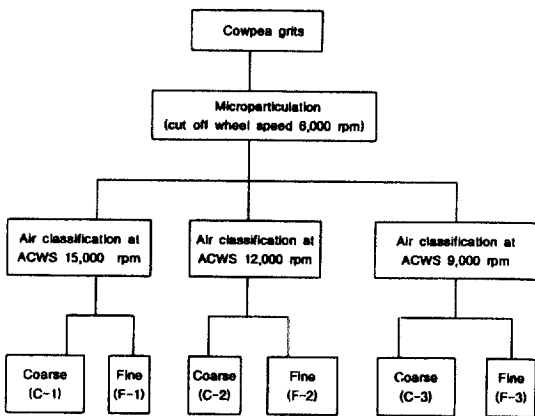 Cowpea grits
Microparticulation
(cut off wheel speed 6,000 rpm)
Air classification at
ACWS 15,000 rpm
Air classification at
ACWS 12,000 rpm
Air classification at
ACWS 9,000 rpm
Coarse
(C-1)
Fine
(F-1)
Coarse
(C-2)
Fine
(F-2)
Coarse
(C-3)
Fine
(F-3)